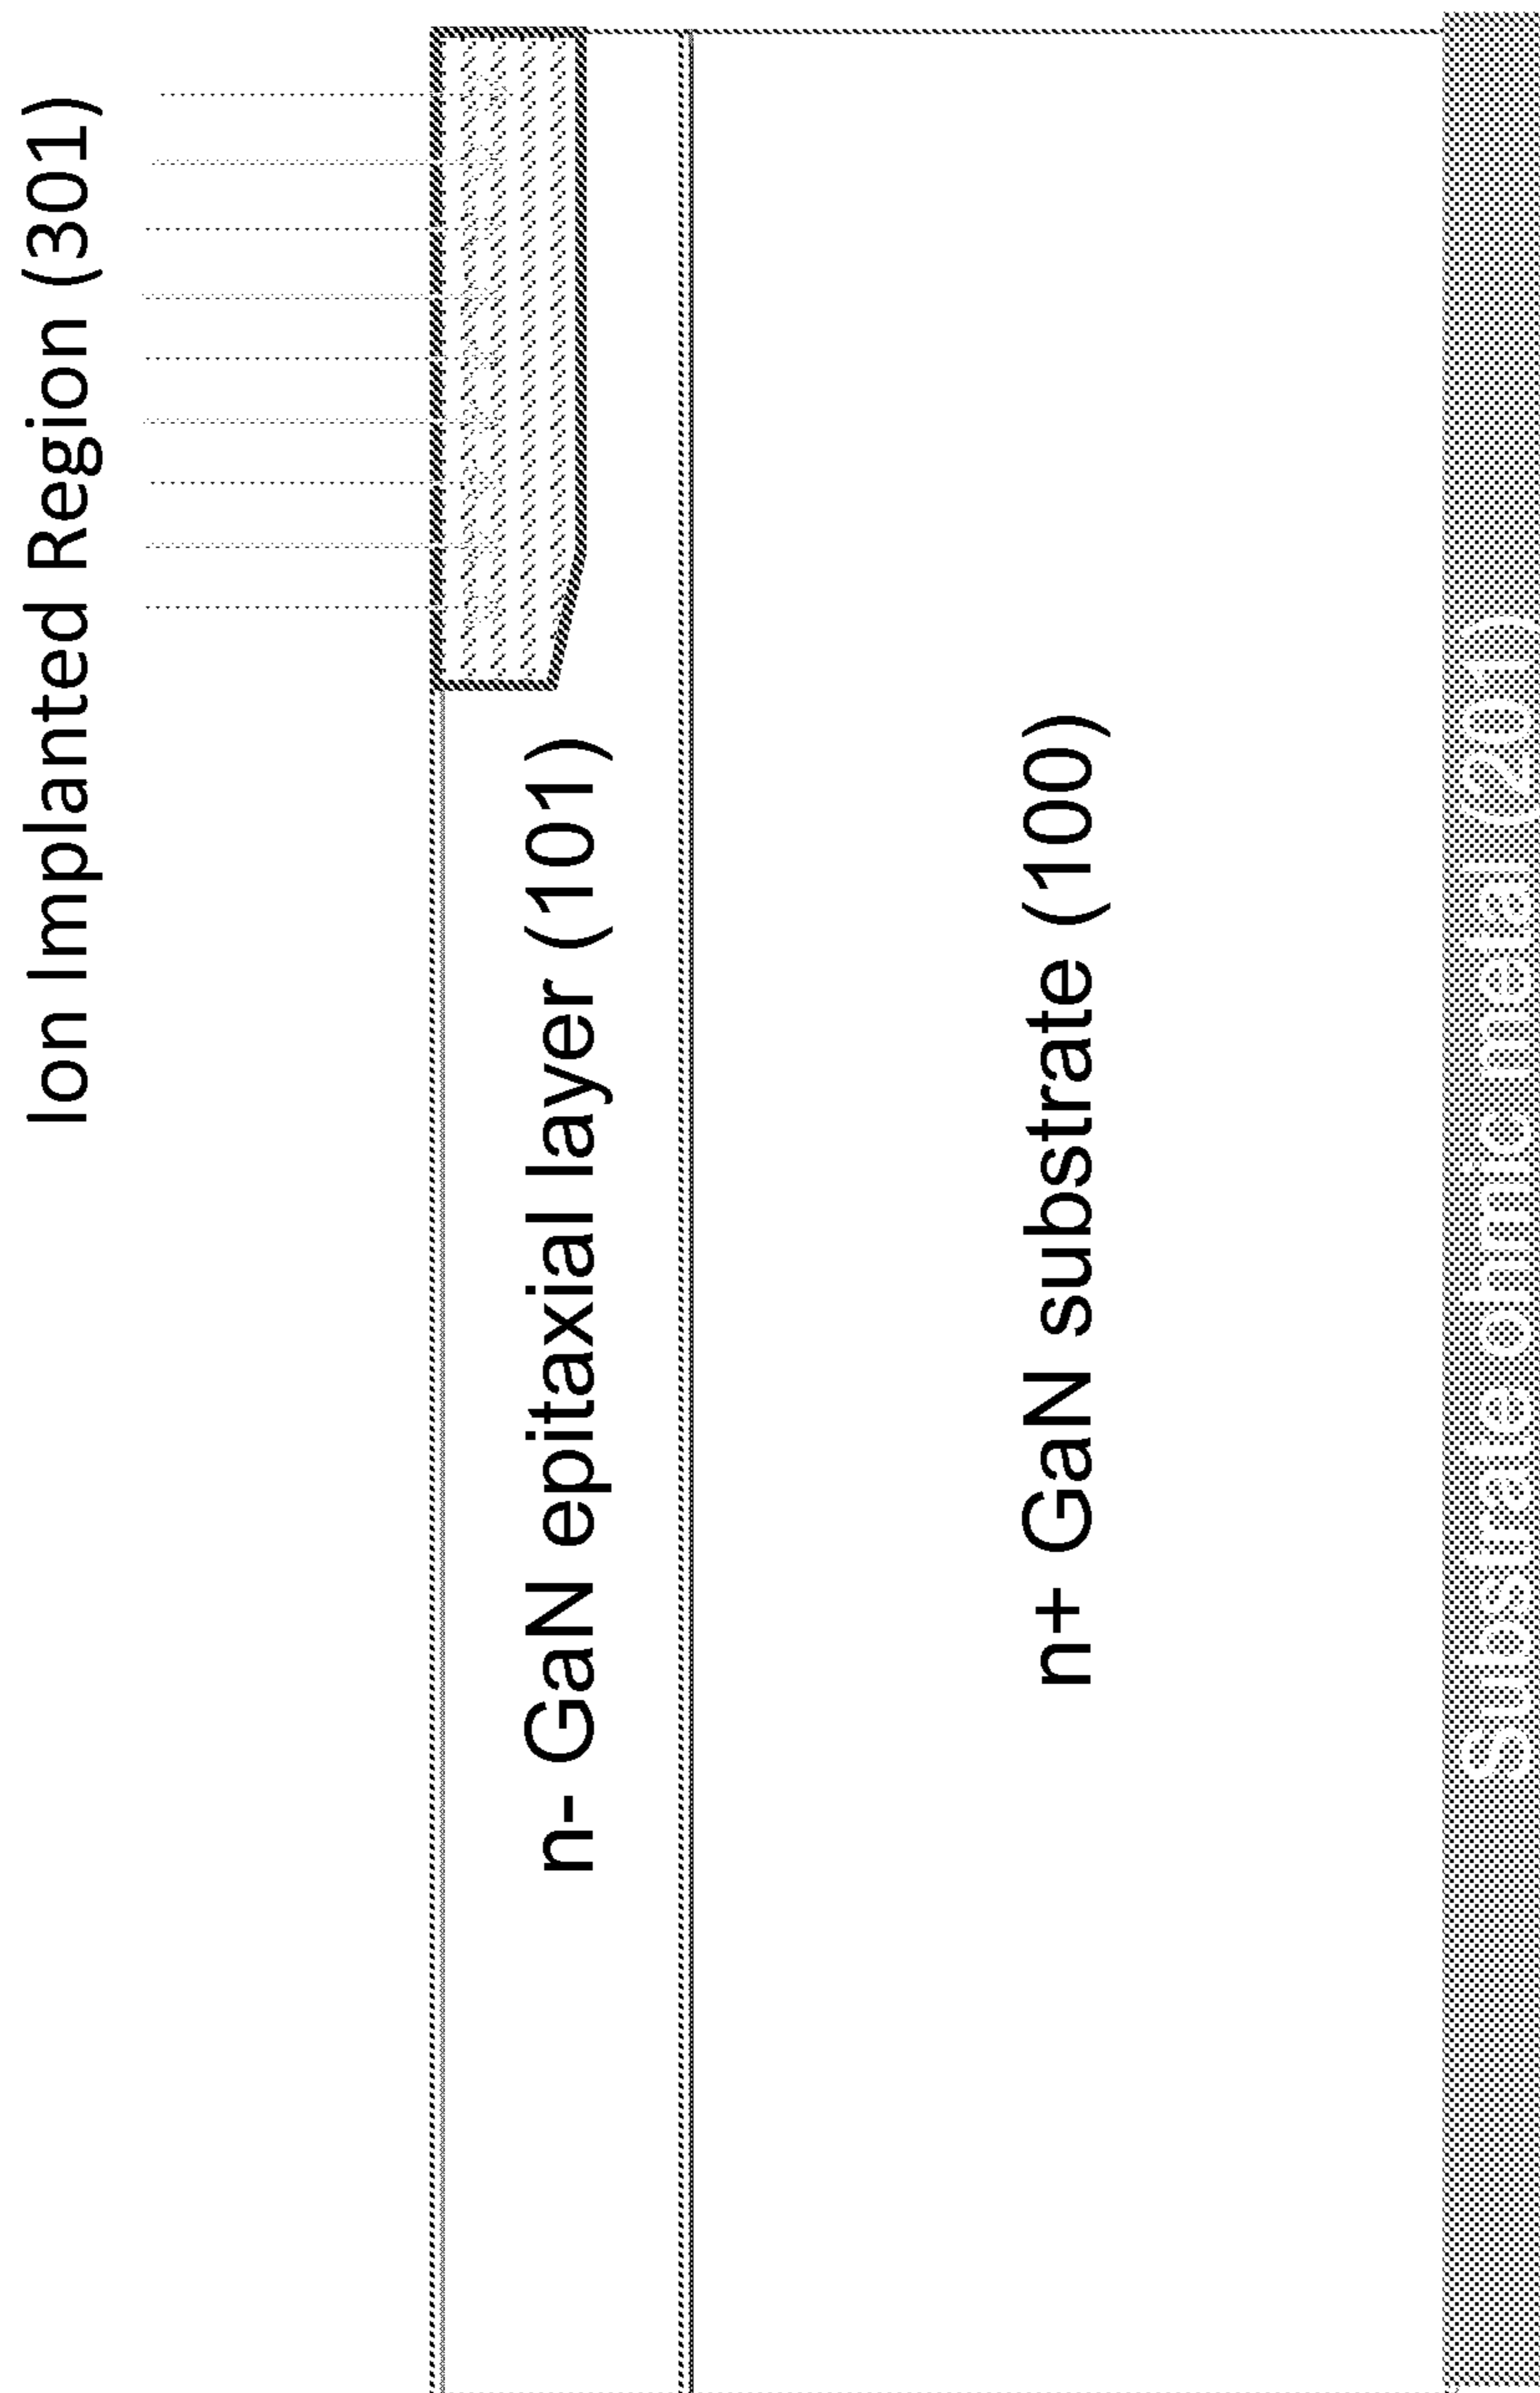 Ion Implanted Region (301)
n- GaN epitaxial layer (101)
n+ GaN substrate (100)
Substrate ohmic metal (201)